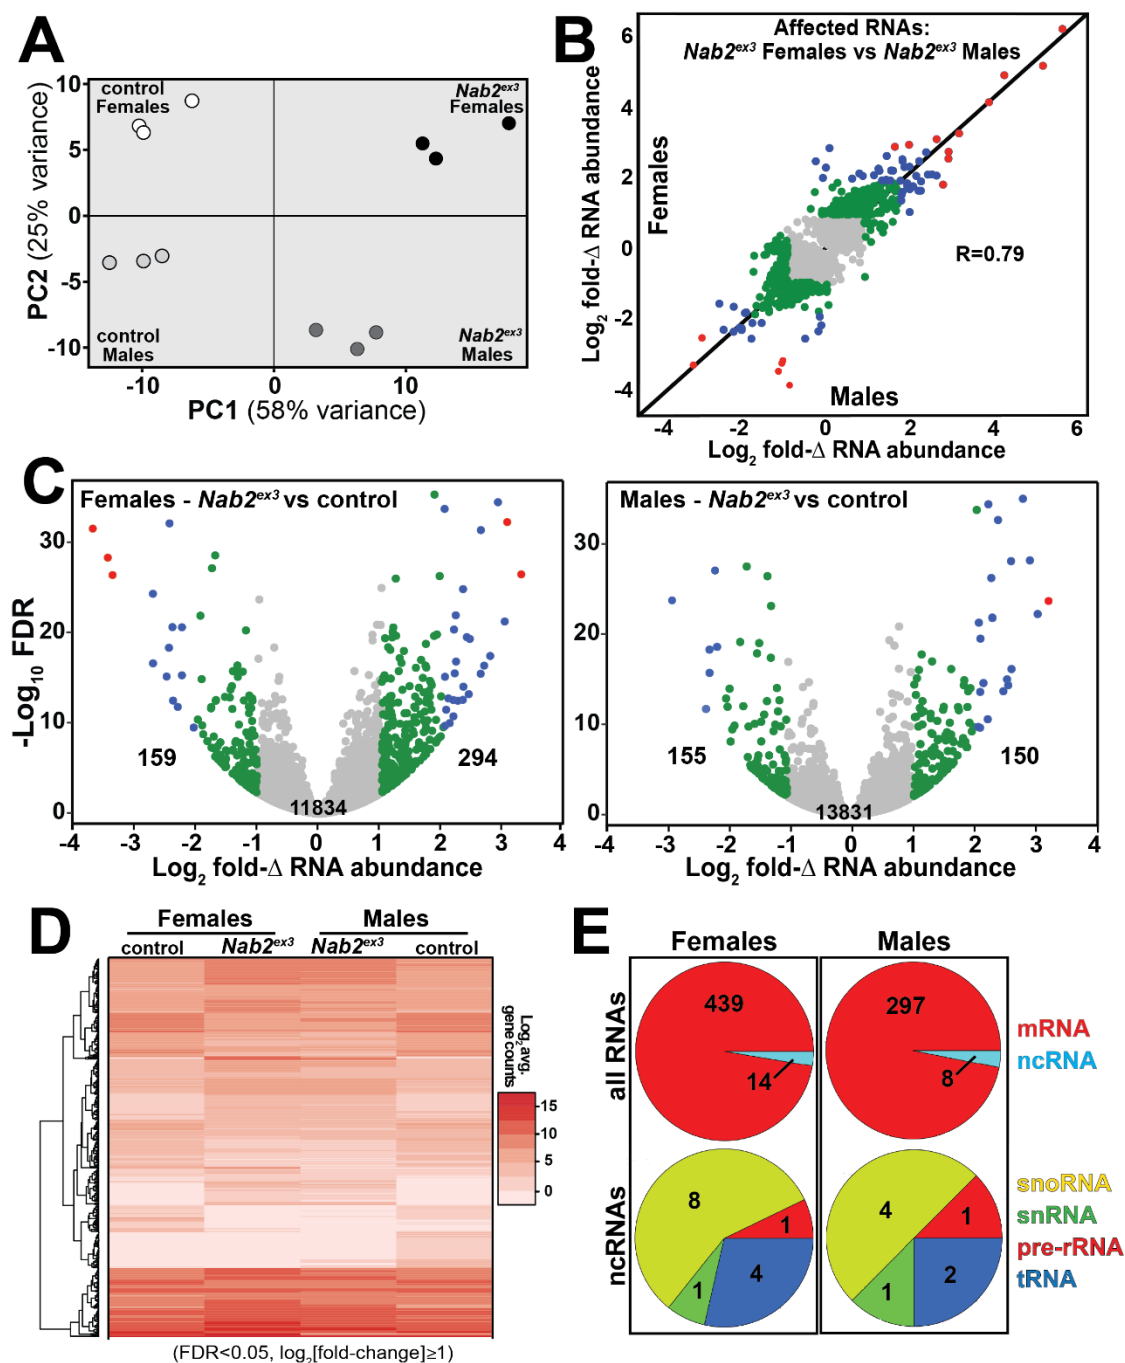 A
control
Females
Nab2ex3
Females
10
5
0
-5
-10
PC2 (25% variance)
control
Males
Nab2ex3
Males
-10
0
10
PC1 (58% variance)
B
Affected RNAs:
Nab2ex3 Females vs Nab2ex3 Males
6
4
2
0
-2
-4
Females
Log2 fold-Δ RNA abundance
R=0.79
Males
-4
-2
0
2
4
6
Log2 fold-Δ RNA abundance
C
Females - Nab2ex3 vs control
30
20
10
0
-Log10 FDR
159
294
11834
-4
-3
-2
-1
0
1
2
3
4
Log2 fold-Δ RNA abundance
Males - Nab2ex3 vs control
30
20
10
0
155
150
13831
-4
-3
-2
-1
0
1
2
3
4
Log2 fold-Δ RNA abundance
D
Females
Males
control
Nab2ex3
Nab2ex3
control
Log2 avg.
gene counts
15
10
5
0
(FDR<0.05, log2[fold-change]≥1)
E
Females
Males
all RNAs
439
14
297
8
mRNA
ncRNA
ncRNAs
8
1
4
1
4
1
2
1
snoRNA
snRNA
pre-rRNA
tRNA